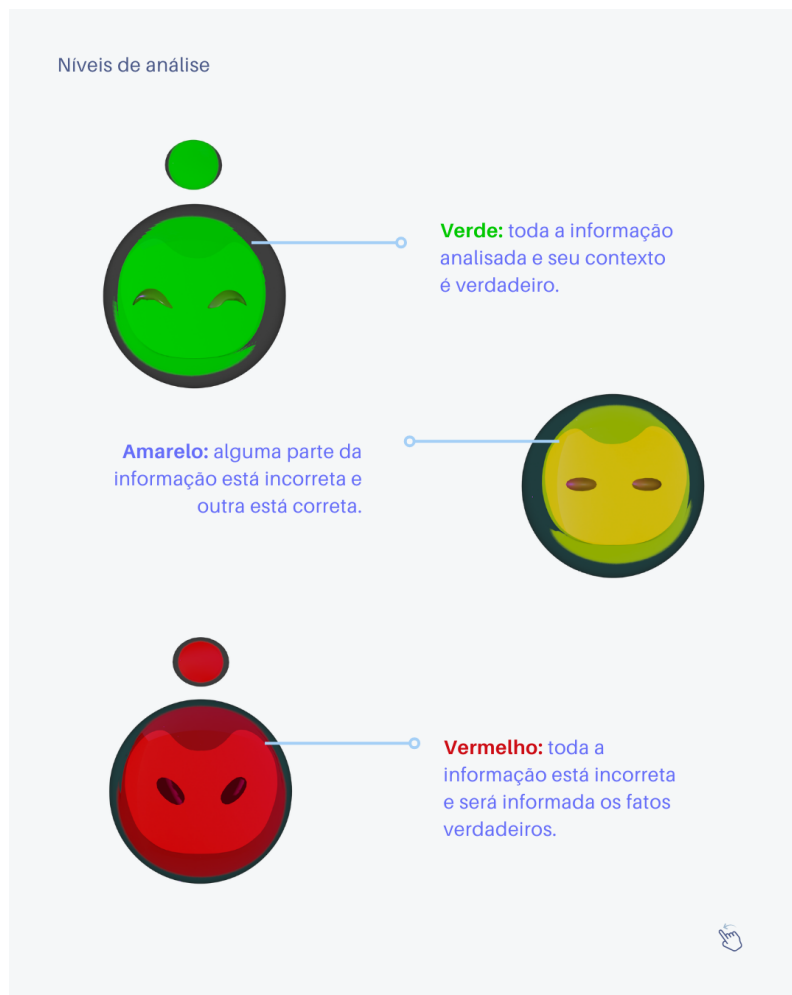 Níveis de análise
Verde: toda a informação
analisada e seu contexto
é verdadeiro.
Amarelo: alguma parte da
informação está incorreta e
outra está correta.
Vermelho: toda a
informação está incorreta
e será informada os fatos
verdadeiros.